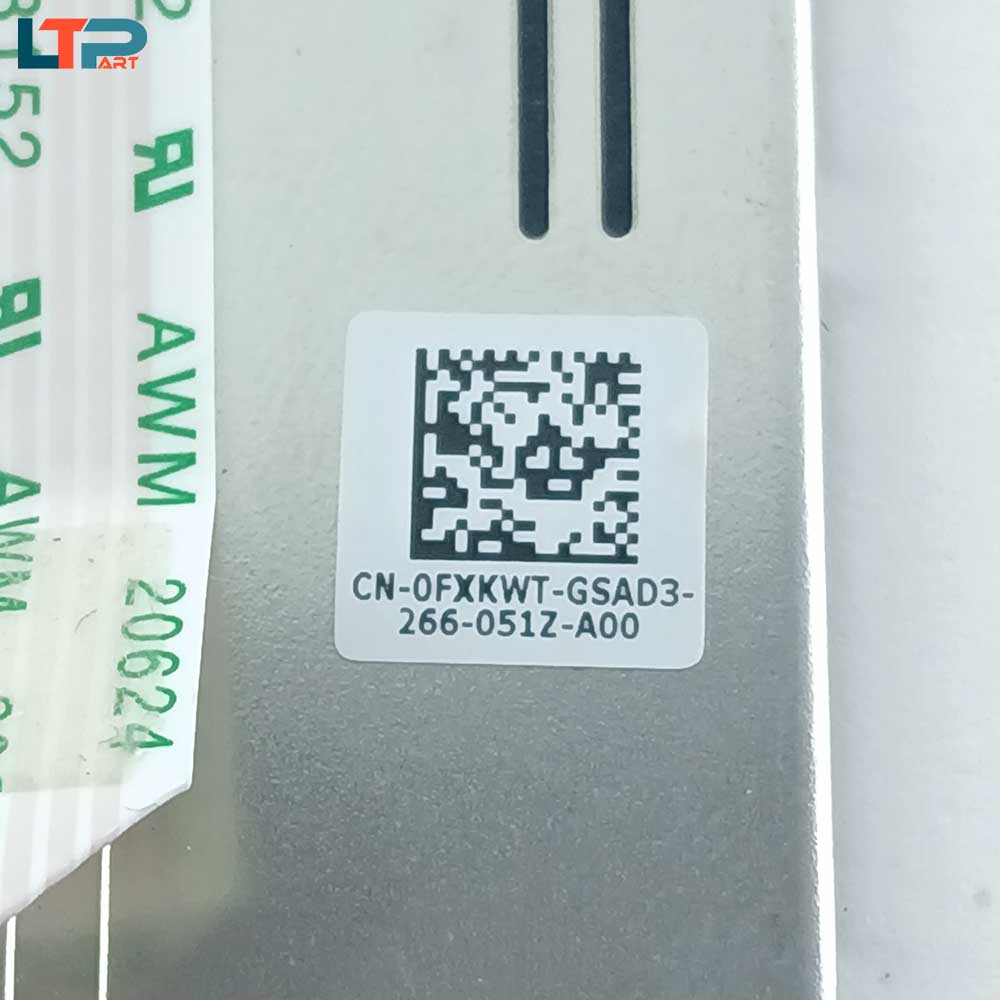 LTPART
AWM 20624
AWM
CN-0FXKWT-GSAD3-
266-051Z-A00